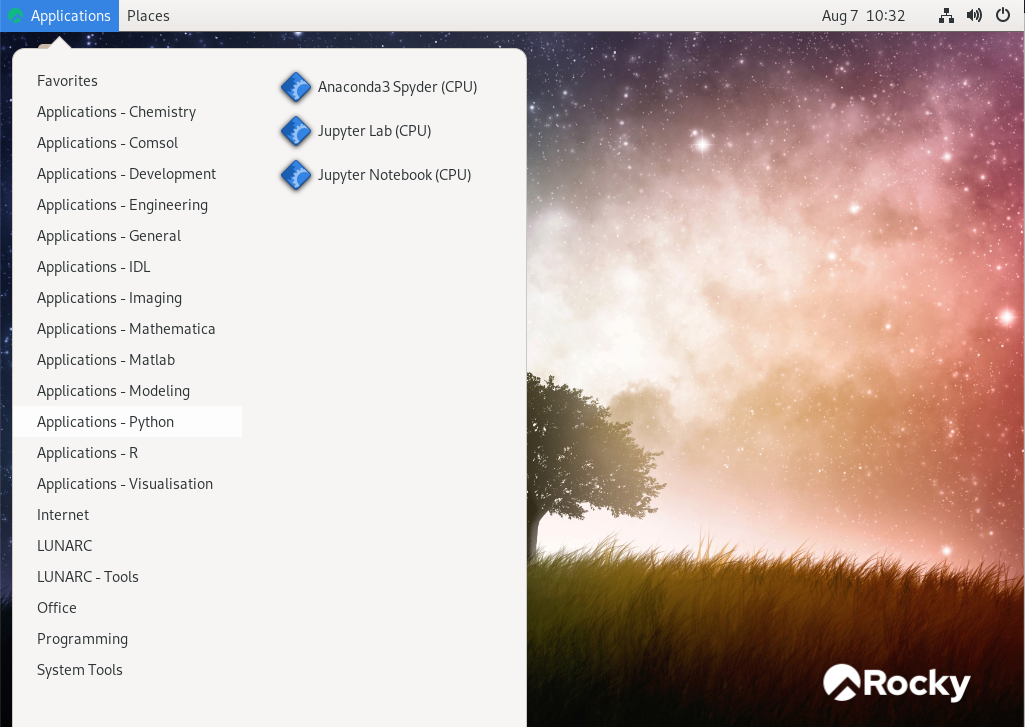 Applications Places Aug 7 10:32
Favorites
Applications - Chemistry
Applications - Comsol
Applications - Development
Applications - Engineering
Applications - General
Applications - IDL
Applications - Imaging
Applications - Mathematica
Applications - Matlab
Applications - Modeling
Applications - Python
Applications - R
Applications - Visualisation
Internet
LUNARC
LUNARC - Tools
Office
Programming
System Tools
Anaconda3 Spyder (CPU)
Jupyter Lab (CPU)
Jupyter Notebook (CPU)
Rocky